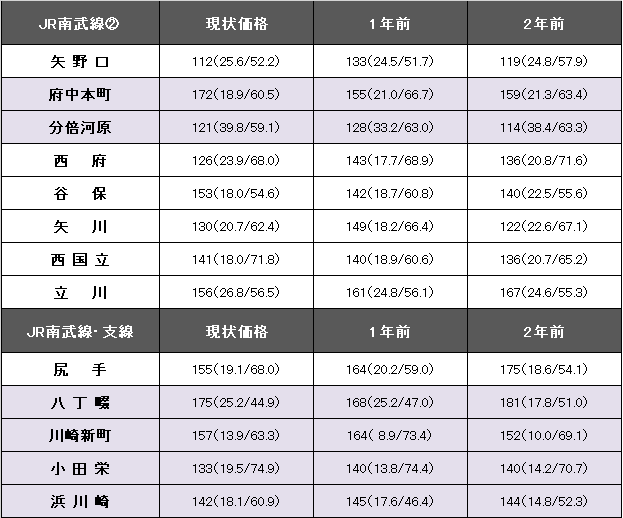 JR南武線② 現状価格 1年前 2年前
矢野口 112(25.6/52.2) 133(24.5/51.7) 119(24.8/57.9)
府中本町 172(18.9/60.5) 155(21.0/66.7) 159(21.3/63.4)
分倍河原 121(39.8/59.1) 128(33.2/63.0) 114(38.4/63.3)
西府 126(23.9/68.0) 143(17.7/68.9) 136(20.8/71.6)
谷保 153(18.0/54.6) 142(18.7/60.8) 140(22.5/55.6)
矢川 130(20.7/62.4) 149(18.2/66.4) 122(22.6/67.1)
西国立 141(18.0/71.8) 140(18.9/60.6) 136(20.7/65.2)
立川 156(26.8/56.5) 161(24.8/56.1) 167(24.6/55.3)
JR南武線・支線 現状価格 1年前 2年前
尻手 155(19.1/68.0) 164(20.2/59.0) 175(18.6/54.1)
八丁畷 175(25.2/44.9) 168(25.2/47.0) 181(17.8/51.0)
川崎新町 157(13.9/63.3) 164( 8.9/73.4) 152(10.0/69.1)
小田栄 133(19.5/74.9) 140(13.8/74.4) 140(14.2/70.7)
浜川崎 142(18.1/60.9) 145(17.6/46.4) 144(14.8/52.3)